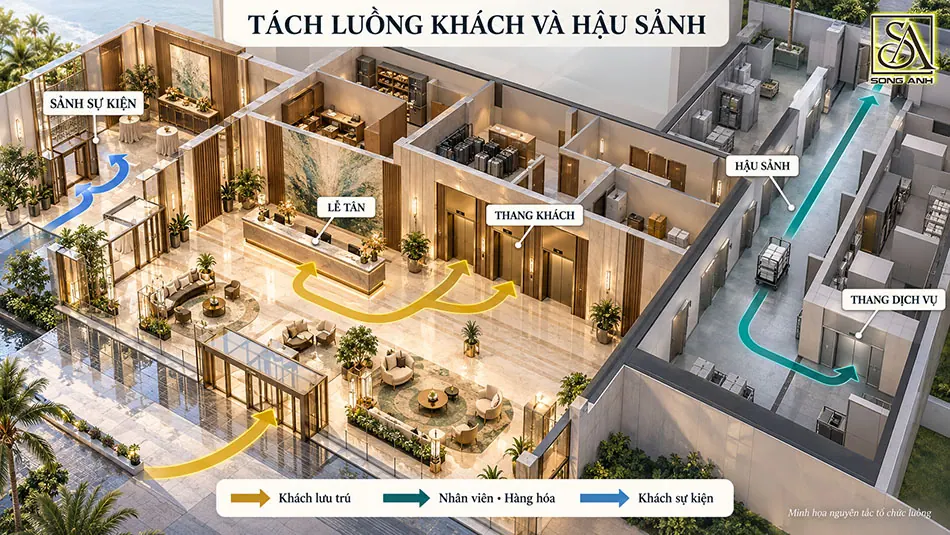 TÁCH LUỒNG KHÁCH VÀ HẬU SẢNH
SA
SONG ANH
SẢNH SỰ KIỆN
HẬU SẢNH
LỄ TÂN
THANG KHÁCH
THANG DỊCH VỤ
Khách lưu trú
Nhân viên • Hàng hóa
Khách sự kiện
Minh họa nguyên tắc tổ chức luồng